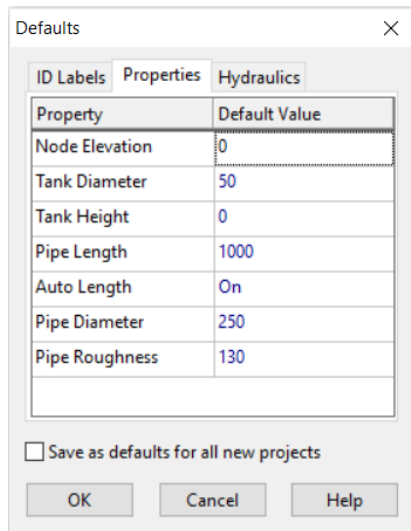 Defaults
ID Labels Properties Hydraulics
Property Default Value
Node Elevation 0
Tank Diameter 50
Tank Height 0
Pipe Length 1000
Auto Length On
Pipe Diameter 250
Pipe Roughness 130
Save as defaults for all new projects
OK Cancel Help